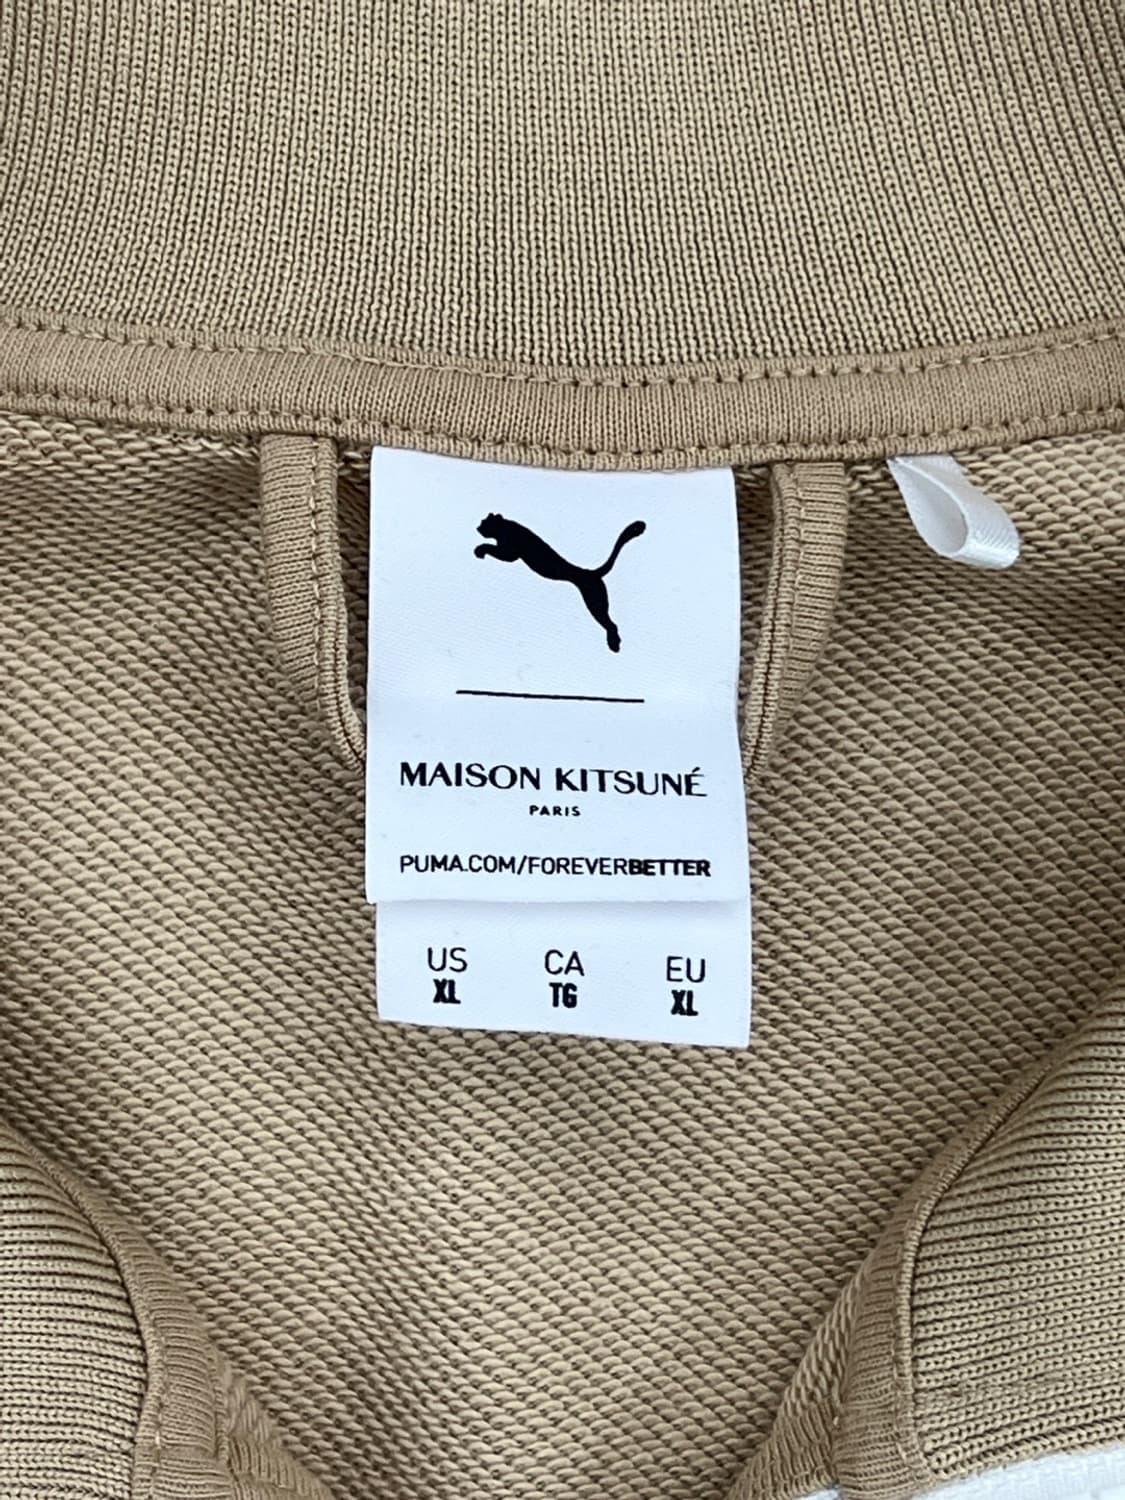 MAISON KITSUNÉ
PARIS
PUMA.COM/FOREVERBETTER
US CA EU
XL TG XL